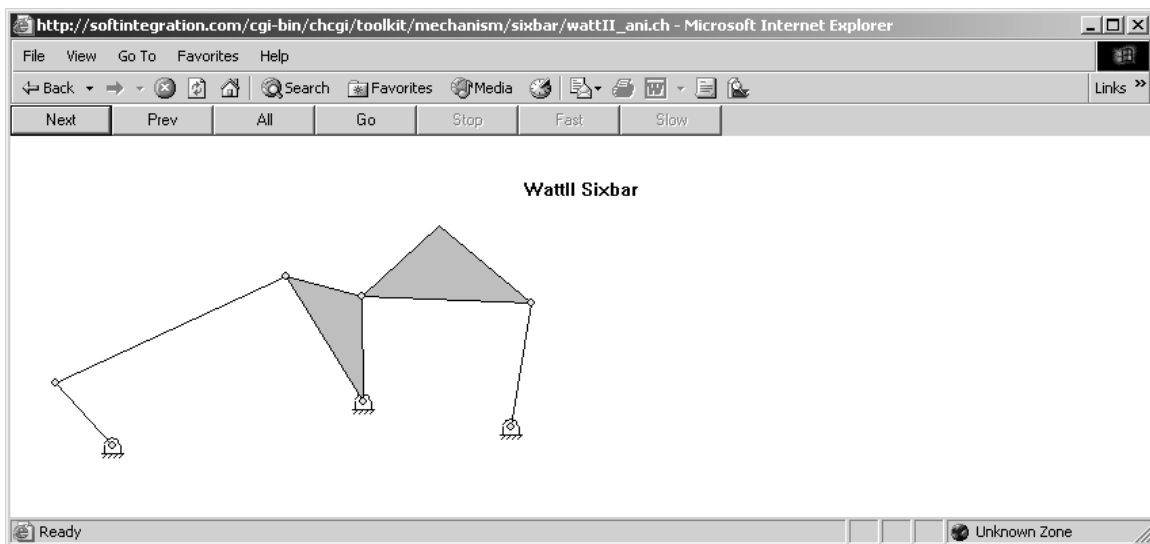 http://softintegration.com/cgi-bin/chcgi/toolkit/mechanism/sixbar/wattII_ani.ch - Microsoft Internet Explorer
File View Go To Favorites Help
Back Search Favorites Media Links »
Next Prev All Go Stop Fast Slow
WattII Sixbar
Ready Unknown Zone